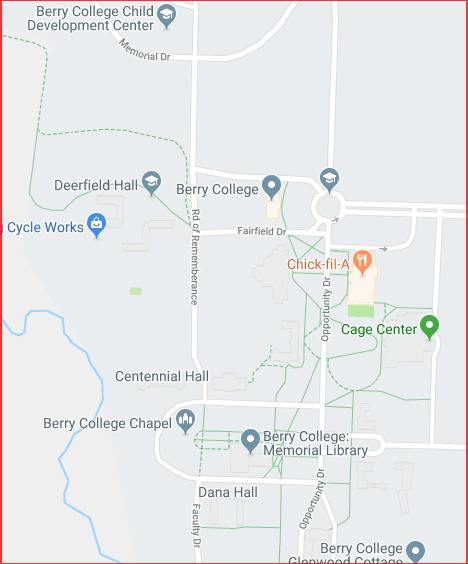 Berry College Child
Development Center
Memorial Dr
Deerfield Hall
Berry College
g Cycle Works
Rd of Rememberance
Fairfield Dr
Chick-fil-A
Opportunity Dr
Cage Center
Centennial Hall
Berry College Chapel
Berry College:
Memorial Library
Dana Hall
Opportunity Dr
Faculty Dr
Berry College
Glenwood Cottage